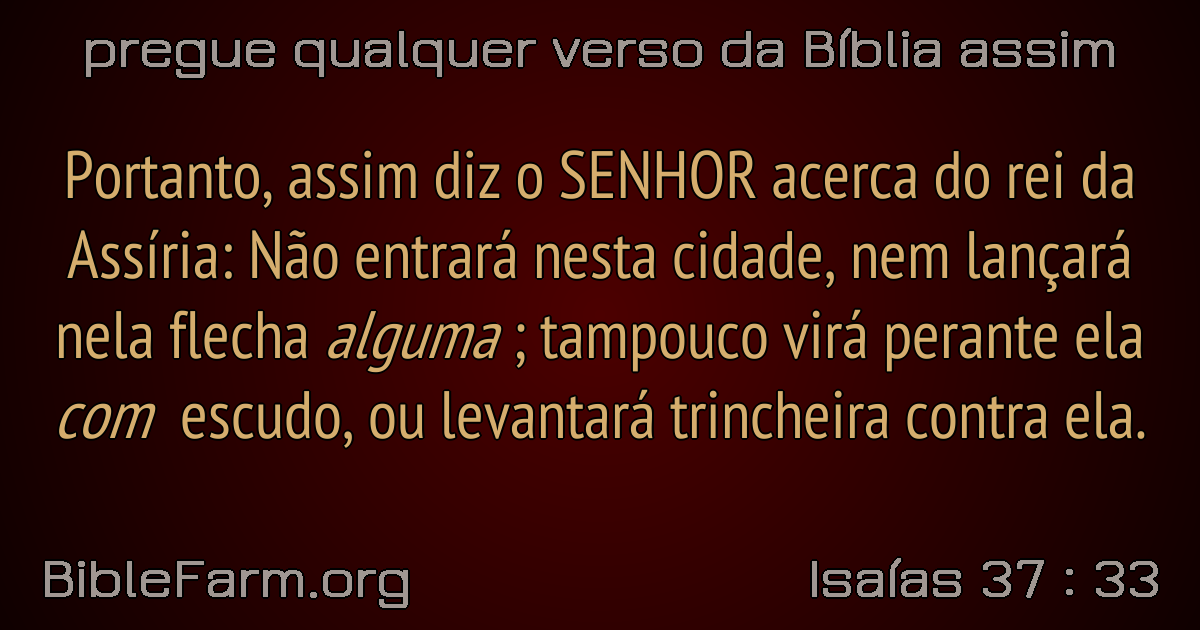 pregue qualquer verso da Bíblia assim
Portanto, assim diz o SENHOR acerca do rei da
Assíria: Não entrará nesta cidade, nem lançará
nela flecha alguma ; tampouco virá perante ela
com escudo, ou levantará trincheira contra ela.
BibleFarm.org
Isaías 37 : 33